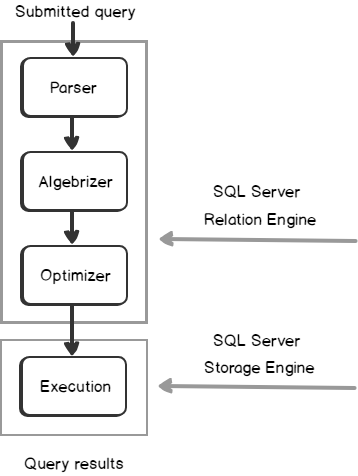 Submitted query
Parser
Algebrizer
SQL Server
Relation Engine
Optimizer
SQL Server
Storage Engine
Execution
Query results